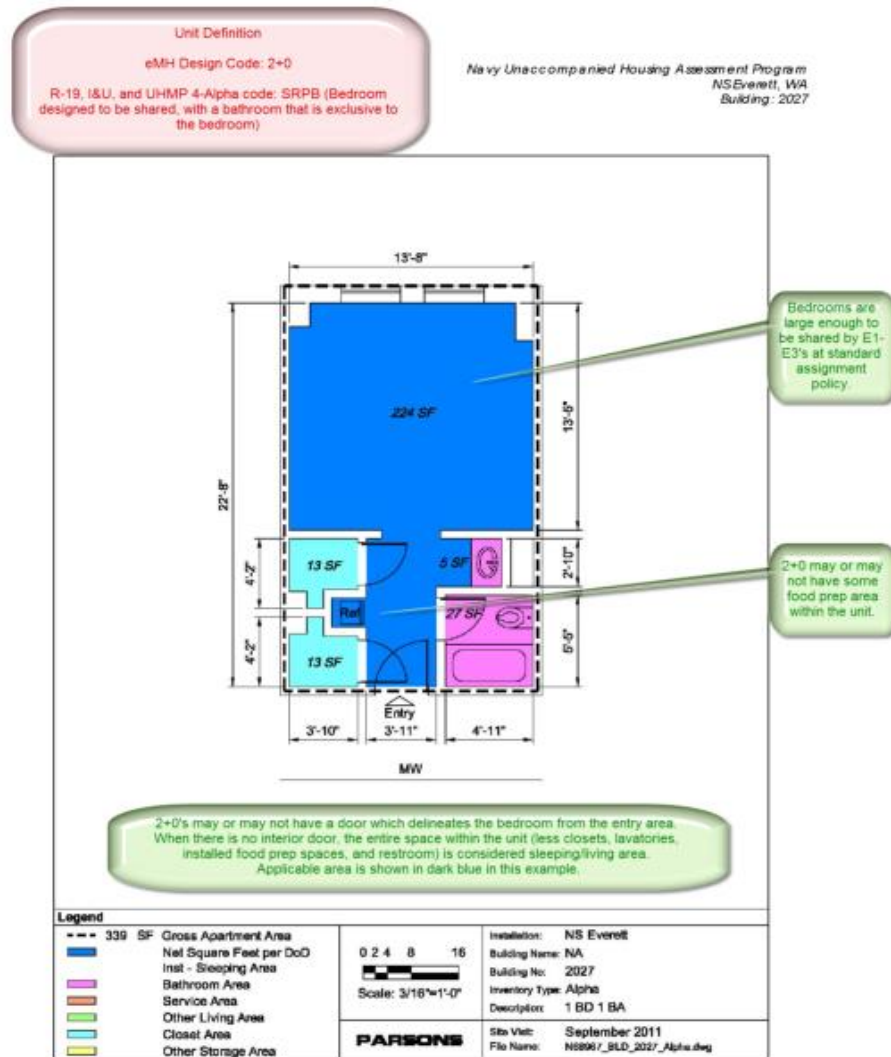 Unit Definition
eMH Design Code: 2+0
R-19, I&U, and UHMP 4-Alpha code: SRPB (Bedroom
designed to be shared, with a bathroom that is exclusive to
the bedroom)
Navy Unaccompanied Housing Assessment Program
NSEverett, WA
Building: 2027
13'-8"
Bedrooms are
large enough to
be shared by E1-
E3's at standard
assignment
policy.
224 SF
13'-5"
22'-8"
13 SF
5 SF
4'-2"
2'-10"
2+0 may or may
not have some
food prep area
within the unit.
Ref
27 SF
4'-2"
13 SF
5'-5"
Entry
3'-10"
3'-11"
4'-11"
MW
2+0's may or may not have a door which delineates the bedroom from the entry area.
When there is no interior door, the entire space within the unit (less closets, lavatories,
installed food prep spaces, and restroom) is considered sleeping/living area.
Applicable area is shown in dark blue in this example.
Legend
339 SF Gross Apartment Area
Net Square Feet per DoD
Inst - Sleeping Area
Bathroom Area
Service Area
Other Living Area
Closet Area
Other Storage Area
0 2 4 8 16
Scale: 3/16"=1'-0"
PARSONS
Installation: NS Everett
Building Name: NA
Building No: 2027
Inventory Type: Alpha
Description: 1 BD 1 BA
Site Visit: September 2011
File Name: N68967_BLD_2027_Alpha.dwg